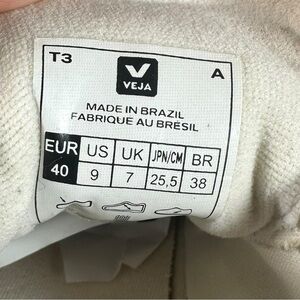 T3
VEJA
A
MADE IN BRAZIL
FABRIQUE AU BRÉSIL
EUR US UK JPN/CM BR
40 9 7 25,5 38